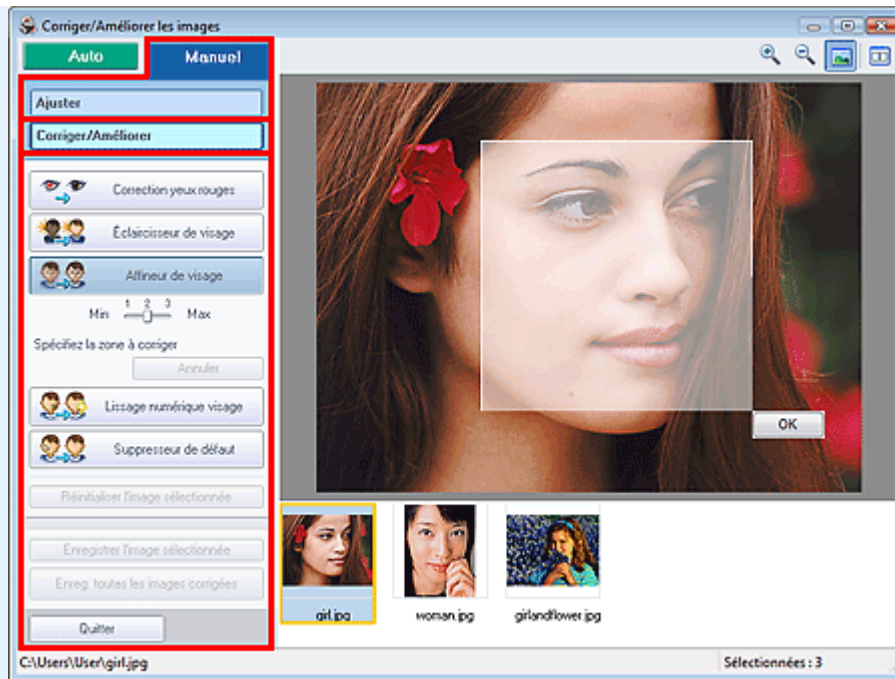 Corriger/Améliorer les images
Auto
Manuel
Ajuster
Corriger/Améliorer
Correction yeux rouges
Éclaircisseur de visage
Affineur de visage
1 2 3
Min Max
Spécifiez la zone à corriger
Annuler
Lissage numérique visage
Suppresseur de défaut
Réinitialiser l'image sélectionnée
Enregistrer l'image sélectionnée
Enreg. toutes les images corrigées
Quitter
OK
girl.jpg
woman.jpg
girlandflower.jpg
C:\Users\User\girl.jpg
Sélectionnées : 3